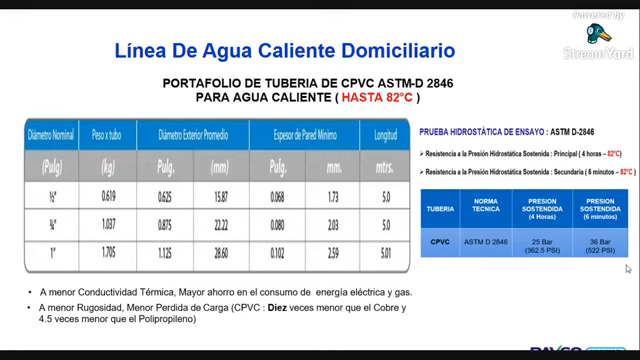 Powered by
StreamYard
Línea De Agua Caliente Domiciliario
PORTAFOLIO DE TUBERIA DE CPVC ASTM-D 2846
PARA AGUA CALIENTE ( HASTA 82°C )
Diámetro Nominal Peso x tubo Diámetro Exterior Promedio Espesor de Pared Mínimo Longitud
(Pulg) (kg) Pulg. (mm) Pulg. mm. mtrs.
½" 0.619 0.625 15.87 0.068 1.73 5.0
¾" 1.037 0.875 22.22 0.080 2.03 5.0
1" 1.705 1.125 28.60 0.102 2.59 5.01
PRUEBA HIDROSTÁTICA DE ENSAYO : ASTM D-2846
➢ Resistencia a la Presión Hidrostática Sostenida : Principal ( 4 horas – 82°C)
➢ Resistencia a la Presión Hidrostática Sostenida : Secundaria ( 6 minutos – 82°C)
TUBERIA NORMA TECNICA PRESION SOSTENDIDA (4 Horas) PRESION SOSTENIDA (6 minutos)
CPVC ASTM D 2846 25 Bar (362.5 PSI) 36 Bar (522 PSI)
• A menor Conductividad Térmica, Mayor ahorro en el consumo de energía eléctrica y gas.
• A menor Rugosidad, Menor Perdida de Carga (CPVC : Diez veces menor que el Cobre y
4.5 veces menor que el Polipropileno)